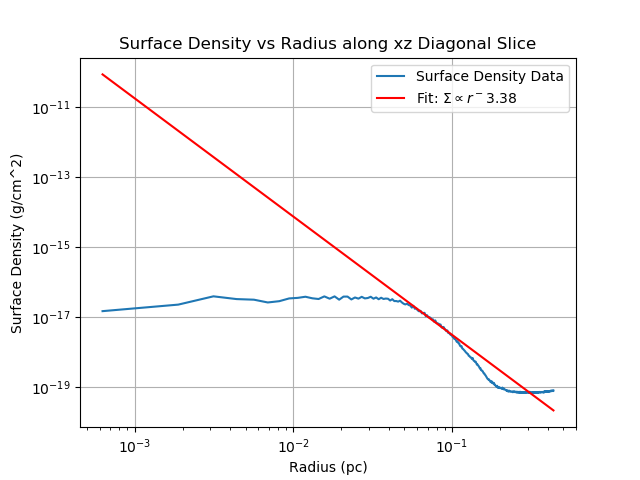 Surface Density vs Radius along xz Diagonal Slice
Surface Density (g/cm^2)
10⁻¹¹
10⁻¹³
10⁻¹⁵
10⁻¹⁷
10⁻¹⁹
Surface Density Data
Fit: Σ ∝ r⁻3.38
10⁻³
10⁻²
10⁻¹
Radius (pc)